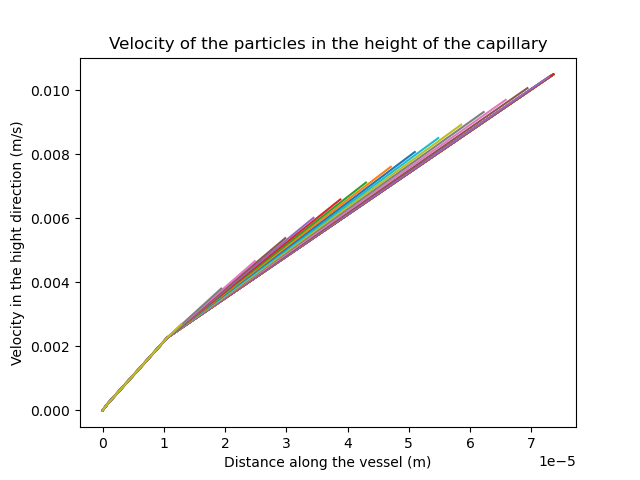 Velocity of the particles in the height of the capillary
Velocity in the hight direction (m/s)
0.010
0.008
0.006
0.004
0.002
0.000
0 1 2 3 4 5 6 7
1e−5
Distance along the vessel (m)